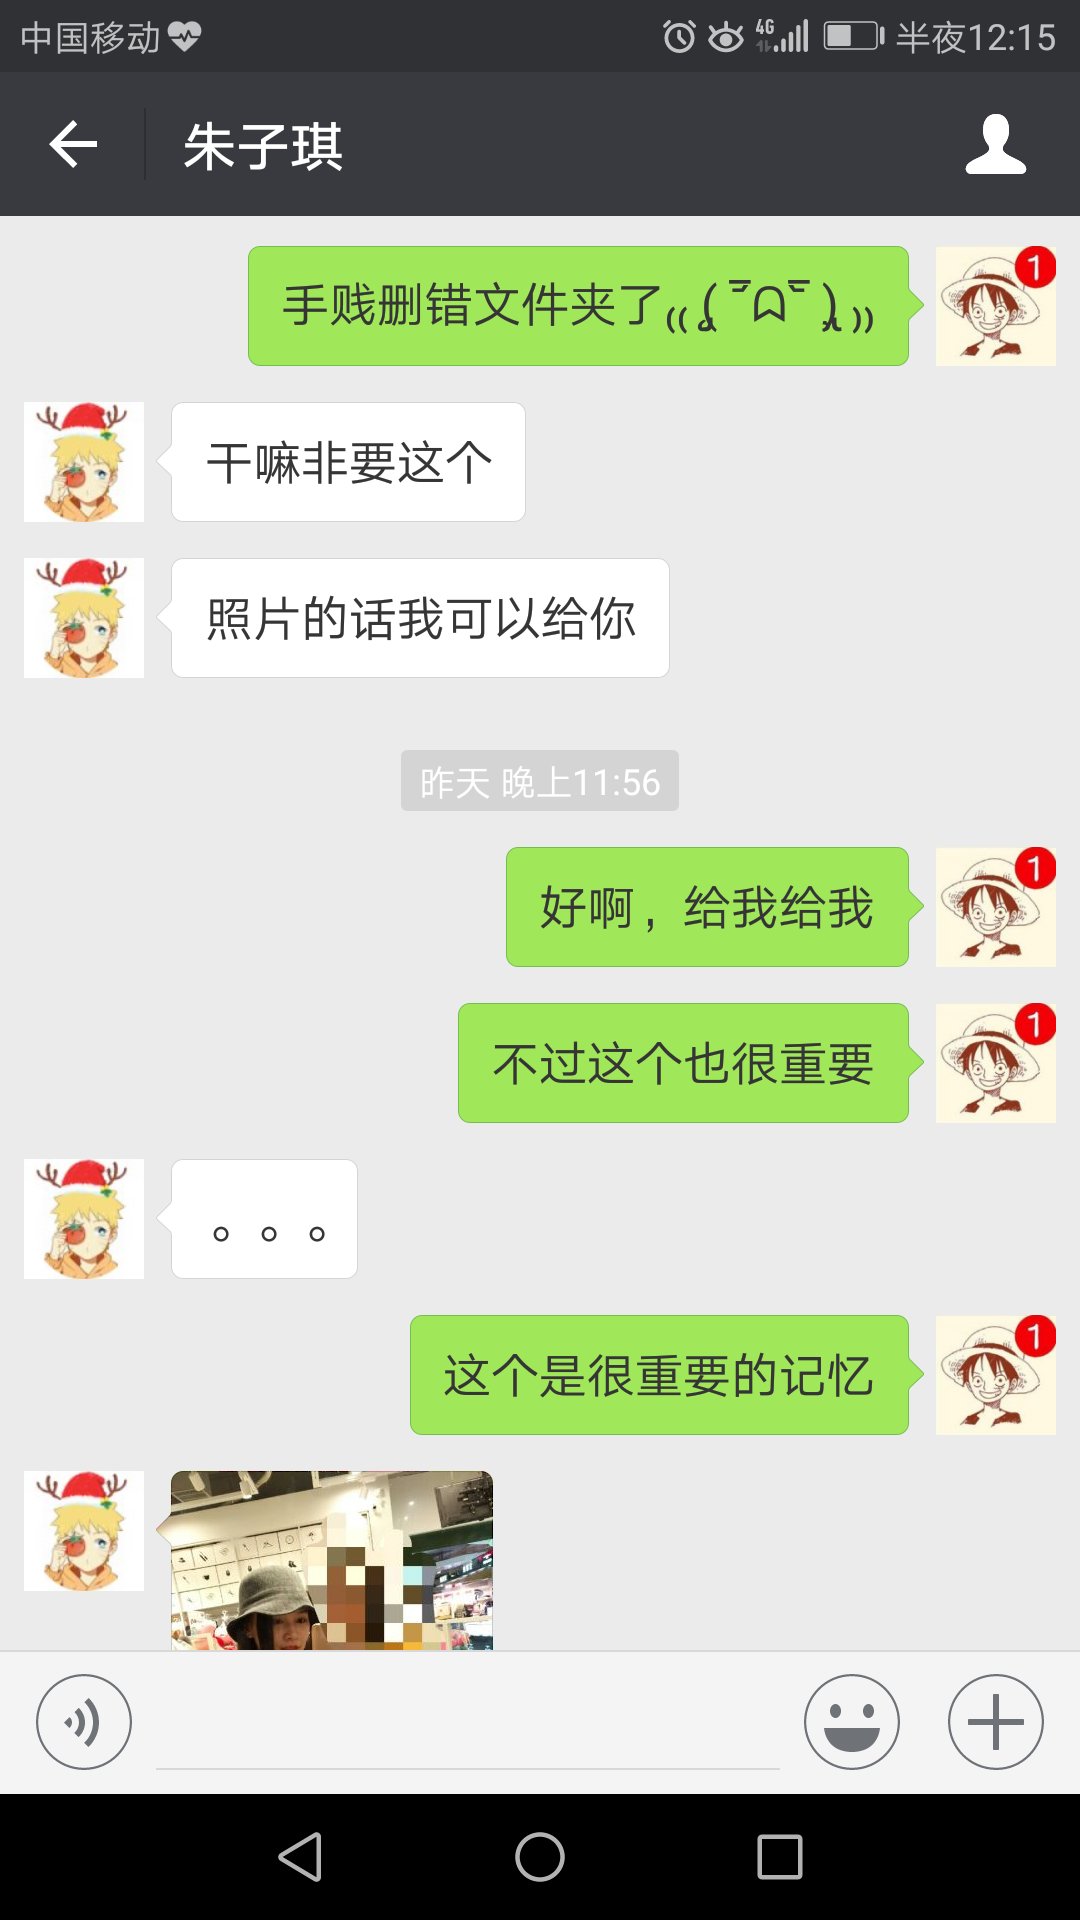 中国移动
4G
半夜12:15
朱子琪
手贱删错文件夹了
1
干嘛非要这个
照片的话我可以给你
昨天 晚上11:56
好啊，给我给我
1
不过这个也很重要
1
。。。
这个是很重要的记忆
1